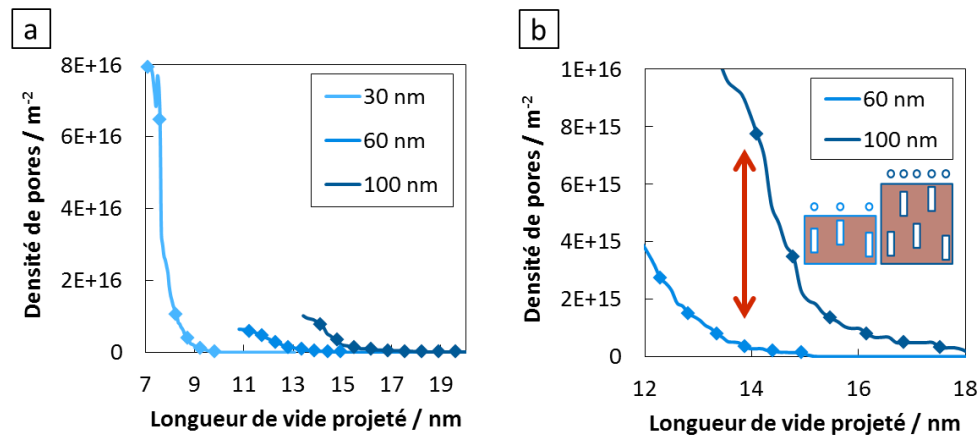 a
Densité de pores / m⁻²
8E+16
6E+16
4E+16
2E+16
0
7 9 11 13 15 17 19
Longueur de vide projeté / nm
30 nm
60 nm
100 nm
b
Densité de pores / m⁻²
1E+16
8E+15
6E+15
4E+15
2E+15
0
12 14 16 18
Longueur de vide projeté / nm
60 nm
100 nm